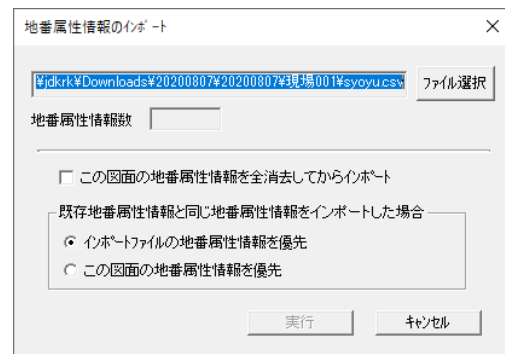 地番属性情報のｲﾝﾎﾟｰﾄ
¥jdkrk¥Downloads¥20200807¥20200807¥現場001¥syoyu.csv
ﾌｧｲﾙ選択
地番属性情報数
この図面の地番属性情報を全消去してからｲﾝﾎﾟｰﾄ
既存地番属性情報と同じ地番属性情報をｲﾝﾎﾟｰﾄした場合
ｲﾝﾎﾟｰﾄﾌｧｲﾙの地番属性情報を優先
この図面の地番属性情報を優先
実行
ｷｬﾝｾﾙ